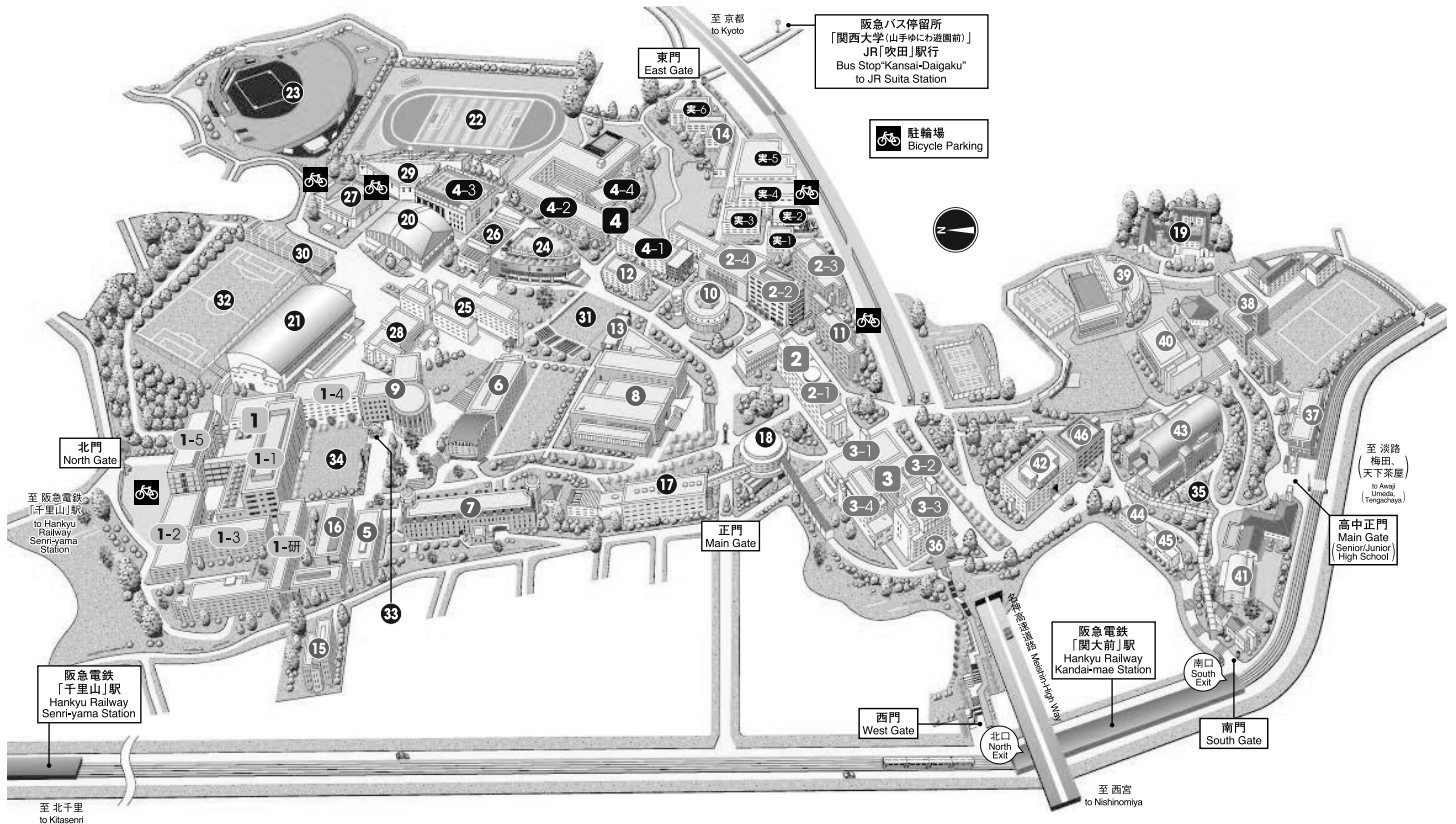 至 京都
to Kyoto
阪急バス停留所
「関西大学(山手ゆにわ遊園前)」
JR「吹田」駅行
Bus Stop"Kansai-Daigaku"
to JR Suita Station
東門
East Gate
駐輪場
Bicycle Parking
N
23
22
実-6
14
実-5
実-4
実-3
実-2
実-1
29
27
4-3
4-4
4-2
4
20
26
24
4-1
30
12
2-4
2-3
2-2
10
32
21
25
31
13
11
28
19
39
38
40
6
9
8
2
2-1
1-4
1
1-5
1-1
34
北門
North Gate
至 阪急電鉄
「千里山」駅
to Hankyu
Railway
Senri-yama
Station
18
17
7
3-1
3-2
3
3-4
3-3
36
46
42
43
37
35
44
45
41
至 淡路
梅田、
天下茶屋
to Awaji
Umeda,
Tengachaya
高中正門
Main Gate
(Senior/Junior
High School)
1-2
1-3
1-研
16
5
正門
Main Gate
33
15
名神高速道路 Meishin-High Way
阪急電鉄
「千里山」駅
Hankyu Railway
Senri-yama Station
阪急電鉄
「関大前」駅
Hankyu Railway
Kandai-mae Station
南口
South
Exit
西門
West Gate
北口
North
Exit
南門
South Gate
至 北千里
to Kitasenri
至 西宮
to Nishinomiya